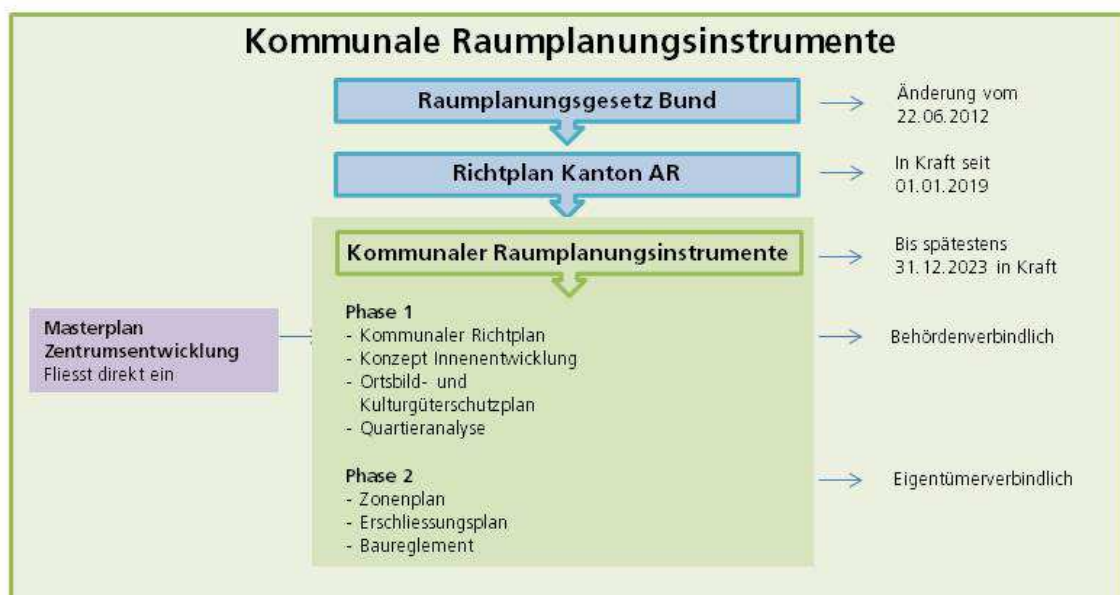 Kommunale Raumplanungsinstrumente
Raumplanungsgesetz Bund
Änderung vom
22.06.2012
Richtplan Kanton AR
In Kraft seit
01.01.2019
Kommunaler Raumplanungsinstrumente
Bis spätestens
31.12.2023 in Kraft
Masterplan
Zentrumsentwicklung
Fliesst direkt ein
Phase 1
- Kommunaler Richtplan
- Konzept Innenentwicklung
- Ortsbild- und
Kulturgüterschutzplan
- Quartieranalyse
Behördenverbindlich
Phase 2
- Zonenplan
- Erschliessungsplan
- Baureglement
Eigentümerverbindlich